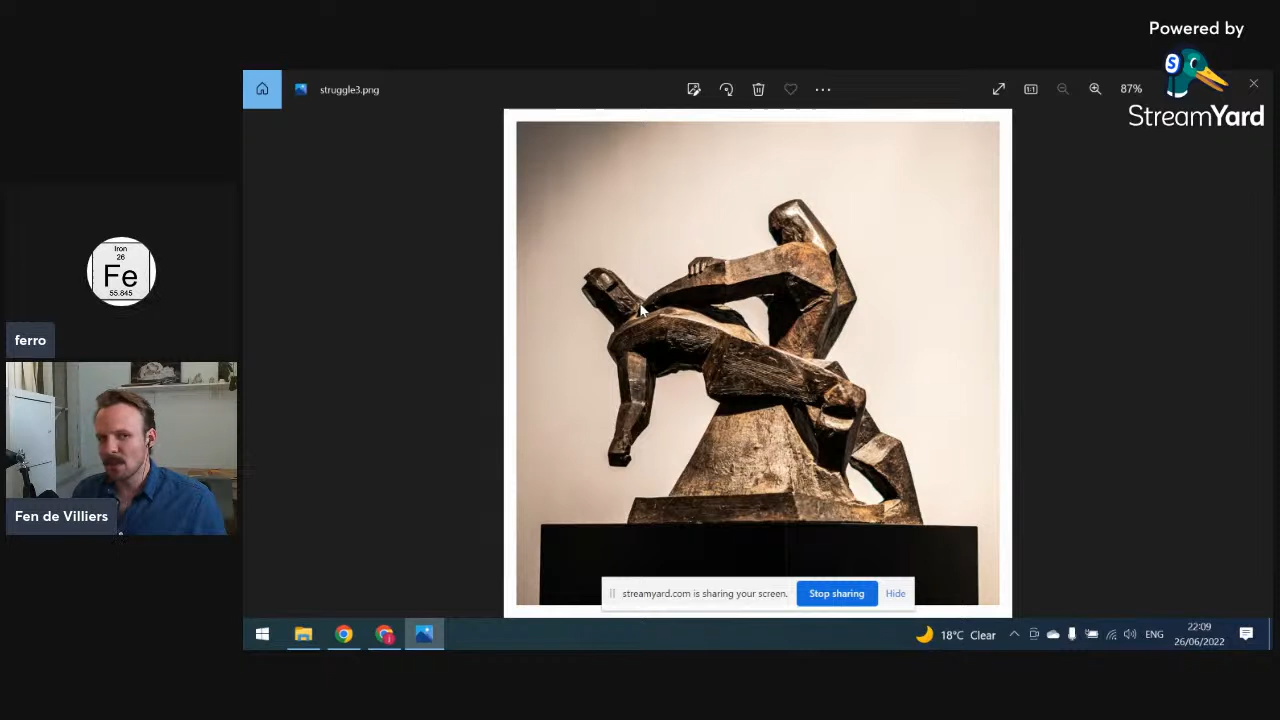 Powered by
StreamYard
struggle3.png
87%
Iron
26
Fe
55.845
ferro
Fen de Villiers
streamyard.com is sharing your screen.
Stop sharing
Hide
18°C Clear
ENG
22:09
26/06/2022